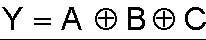 Y = A ⊕ B ⊕ C